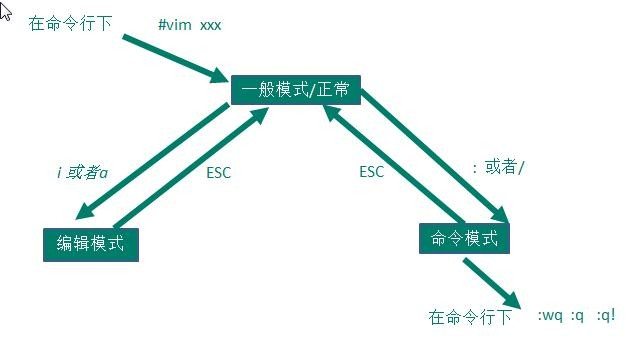 在命令行下 #vim xxx
一般模式/正常
i 或者a
ESC
ESC
: 或者/
编辑模式
命令模式
在命令行下 :wq :q :q!